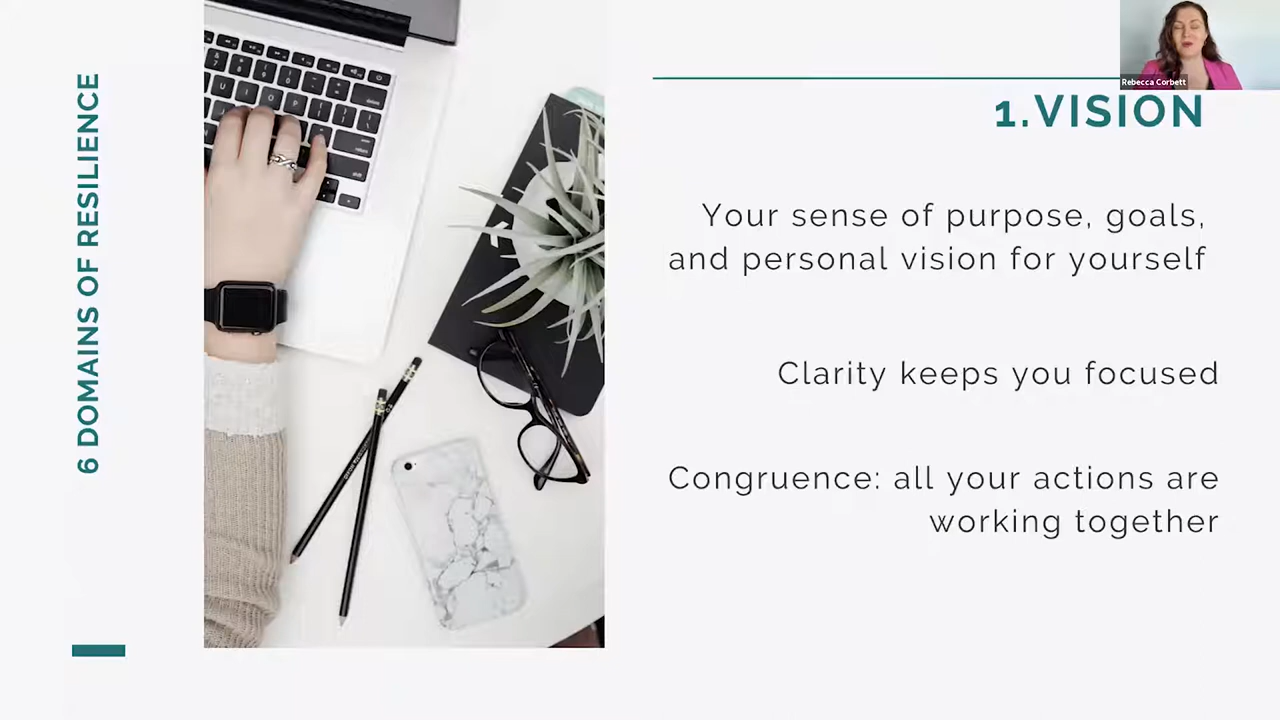 6 DOMAINS OF RESILIENCE
Rebecca Corbett
1.VISION
Your sense of purpose, goals,
and personal vision for yourself
Clarity keeps you focused
Congruence: all your actions are
working together